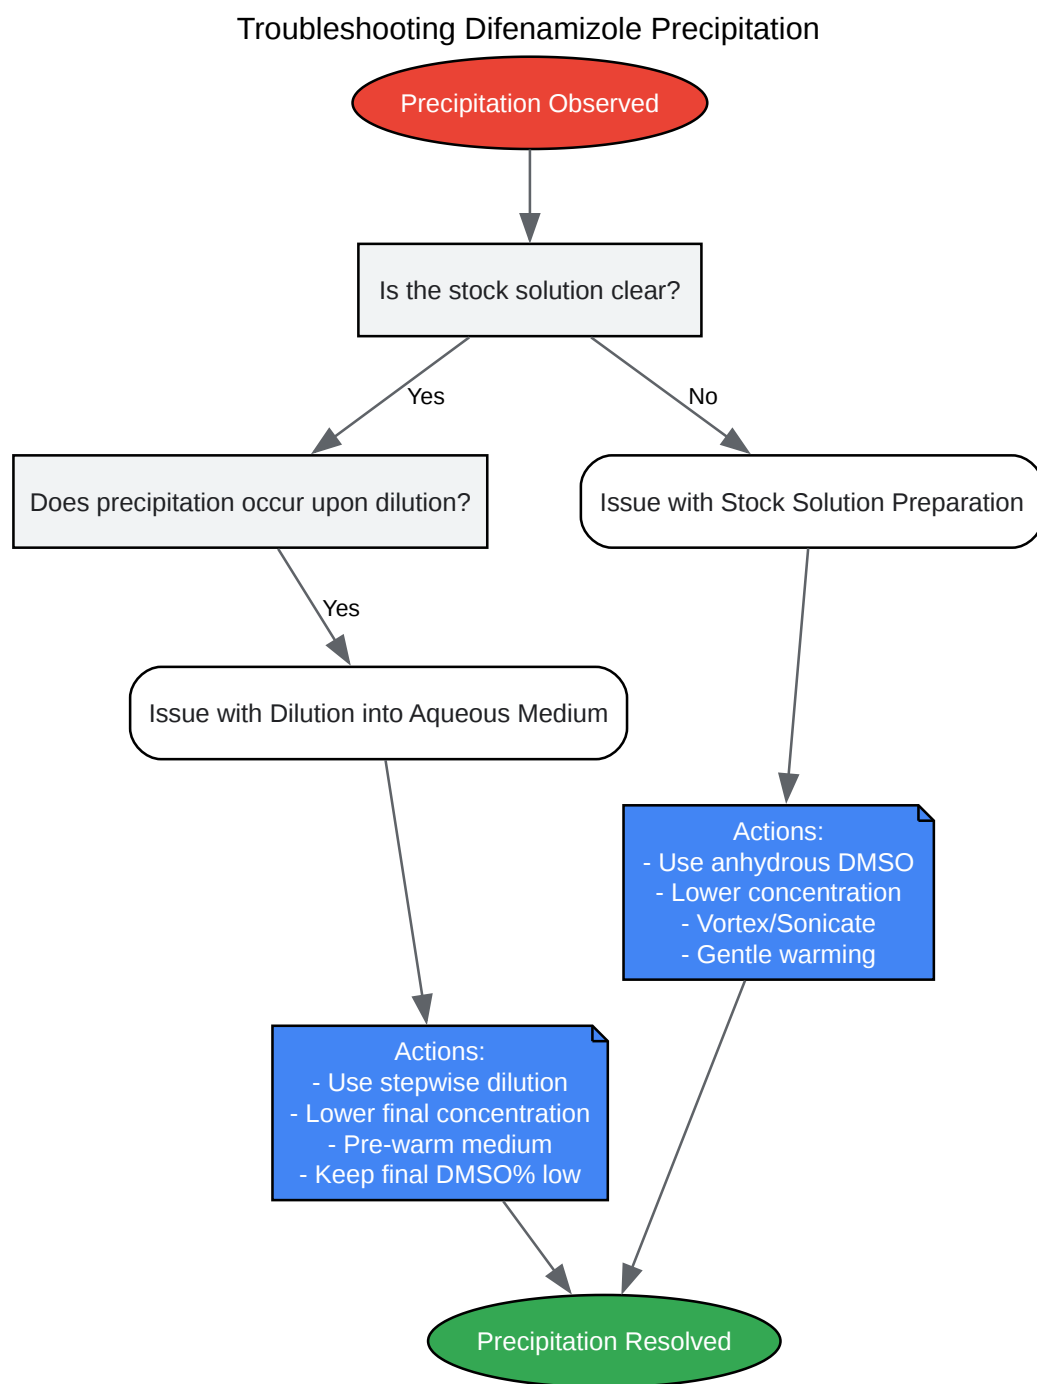 Troubleshooting Difenamizole Precipitation
Precipitation Observed
Is the stock solution clear?
Yes
No
Does precipitation occur upon dilution?
Issue with Stock Solution Preparation
Yes
Issue with Dilution into Aqueous Medium
Actions:
- Use anhydrous DMSO
- Lower concentration
- Vortex/Sonicate
- Gentle warming
Actions:
- Use stepwise dilution
- Lower final concentration
- Pre-warm medium
- Keep final DMSO% low
Precipitation Resolved